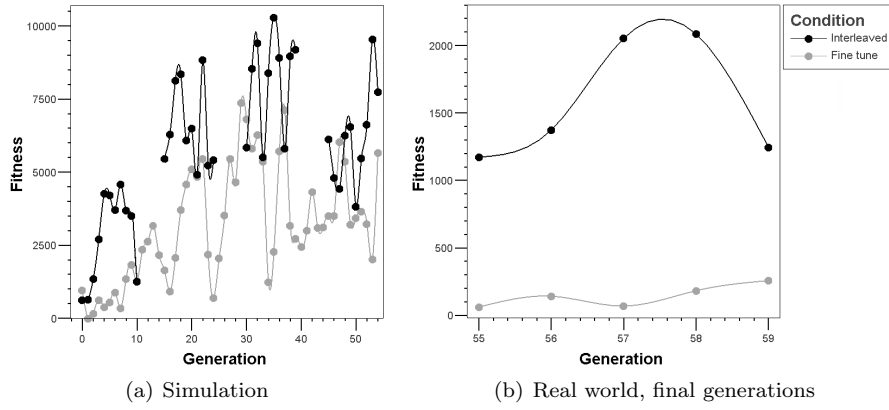 10000
7500
5000
2500
0
Fitness
0 10 20 30 40 50
Generation
(a) Simulation
2000
1500
1000
500
0
Fitness
55 56 57 58 59
Generation
(b) Real world, final generations
Condition
Interleaved
Fine tune